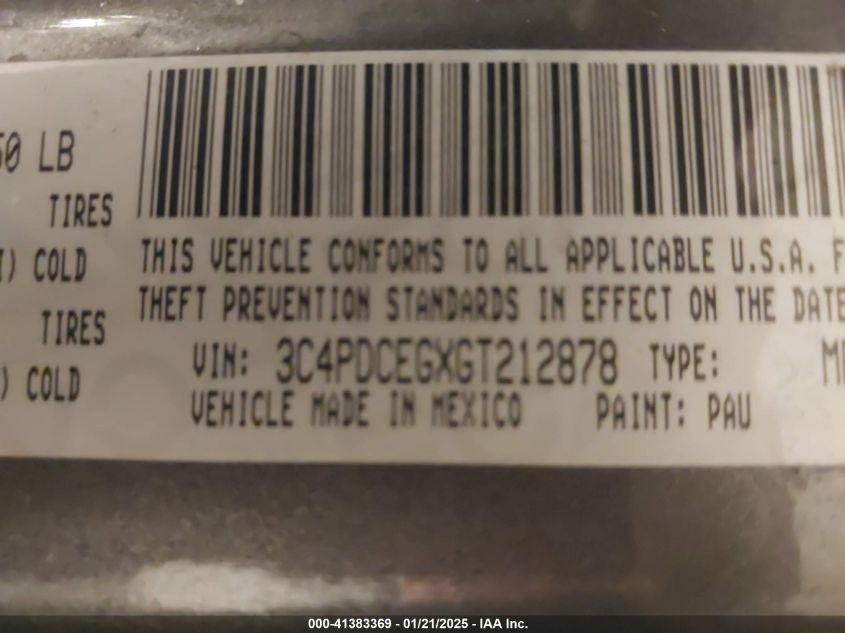 50 LB
TIRES
I) COLD
TIRES
) COLD
THIS VEHICLE CONFORMS TO ALL APPLICABLE U.S.A. F
THEFT PREVENTION STANDARDS IN EFFECT ON THE DATE
VIN: 3C4PDCEGXGT212878 TYPE: MP
VEHICLE MADE IN MEXICO PAINT: PAU
000-41383369 - 01/21/2025 - IAA Inc.